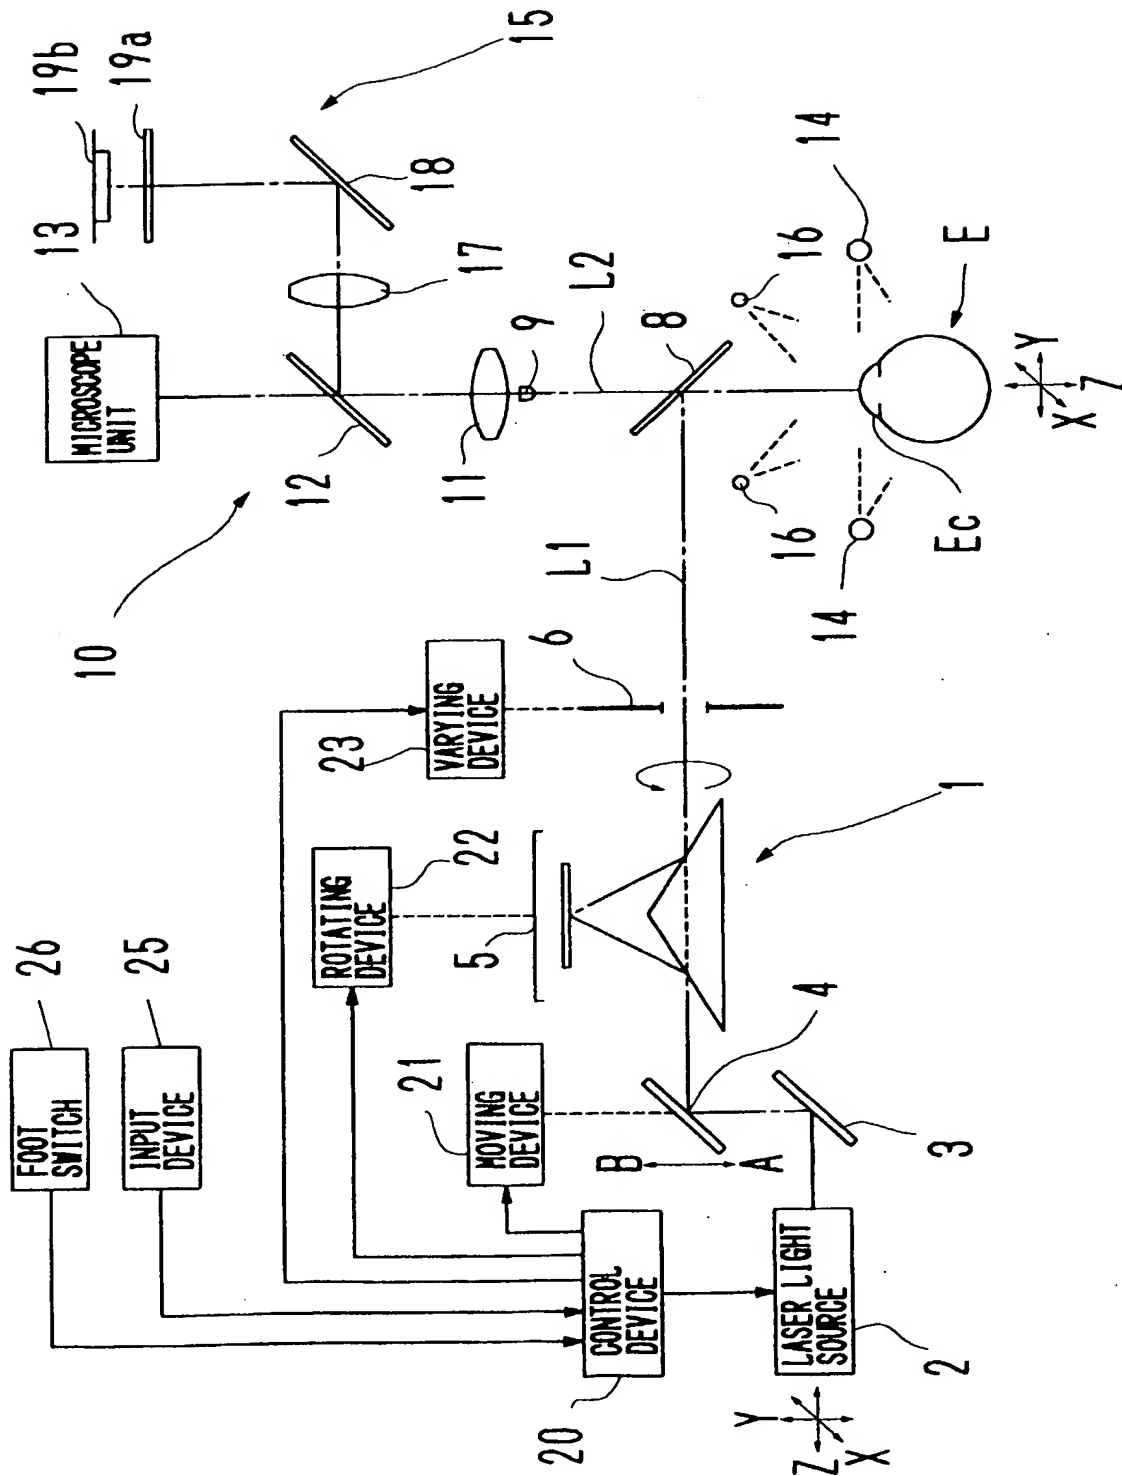 26
FOOT
SWITCH
25
INPUT
DEVICE
22
ROTATING
DEVICE
23
VARYING
DEVICE
21
MOVING
DEVICE
20
CONTROL
DEVICE
2
LASER LIGHT
SOURCE
Y
Z
X
B
A
3
4
5
1
6
L1
10
13
MICROSCOPE
UNIT
19b
19a
15
18
17
12
11
9
L2
8
16
16
14
14
E
Ec
X
Y
Z